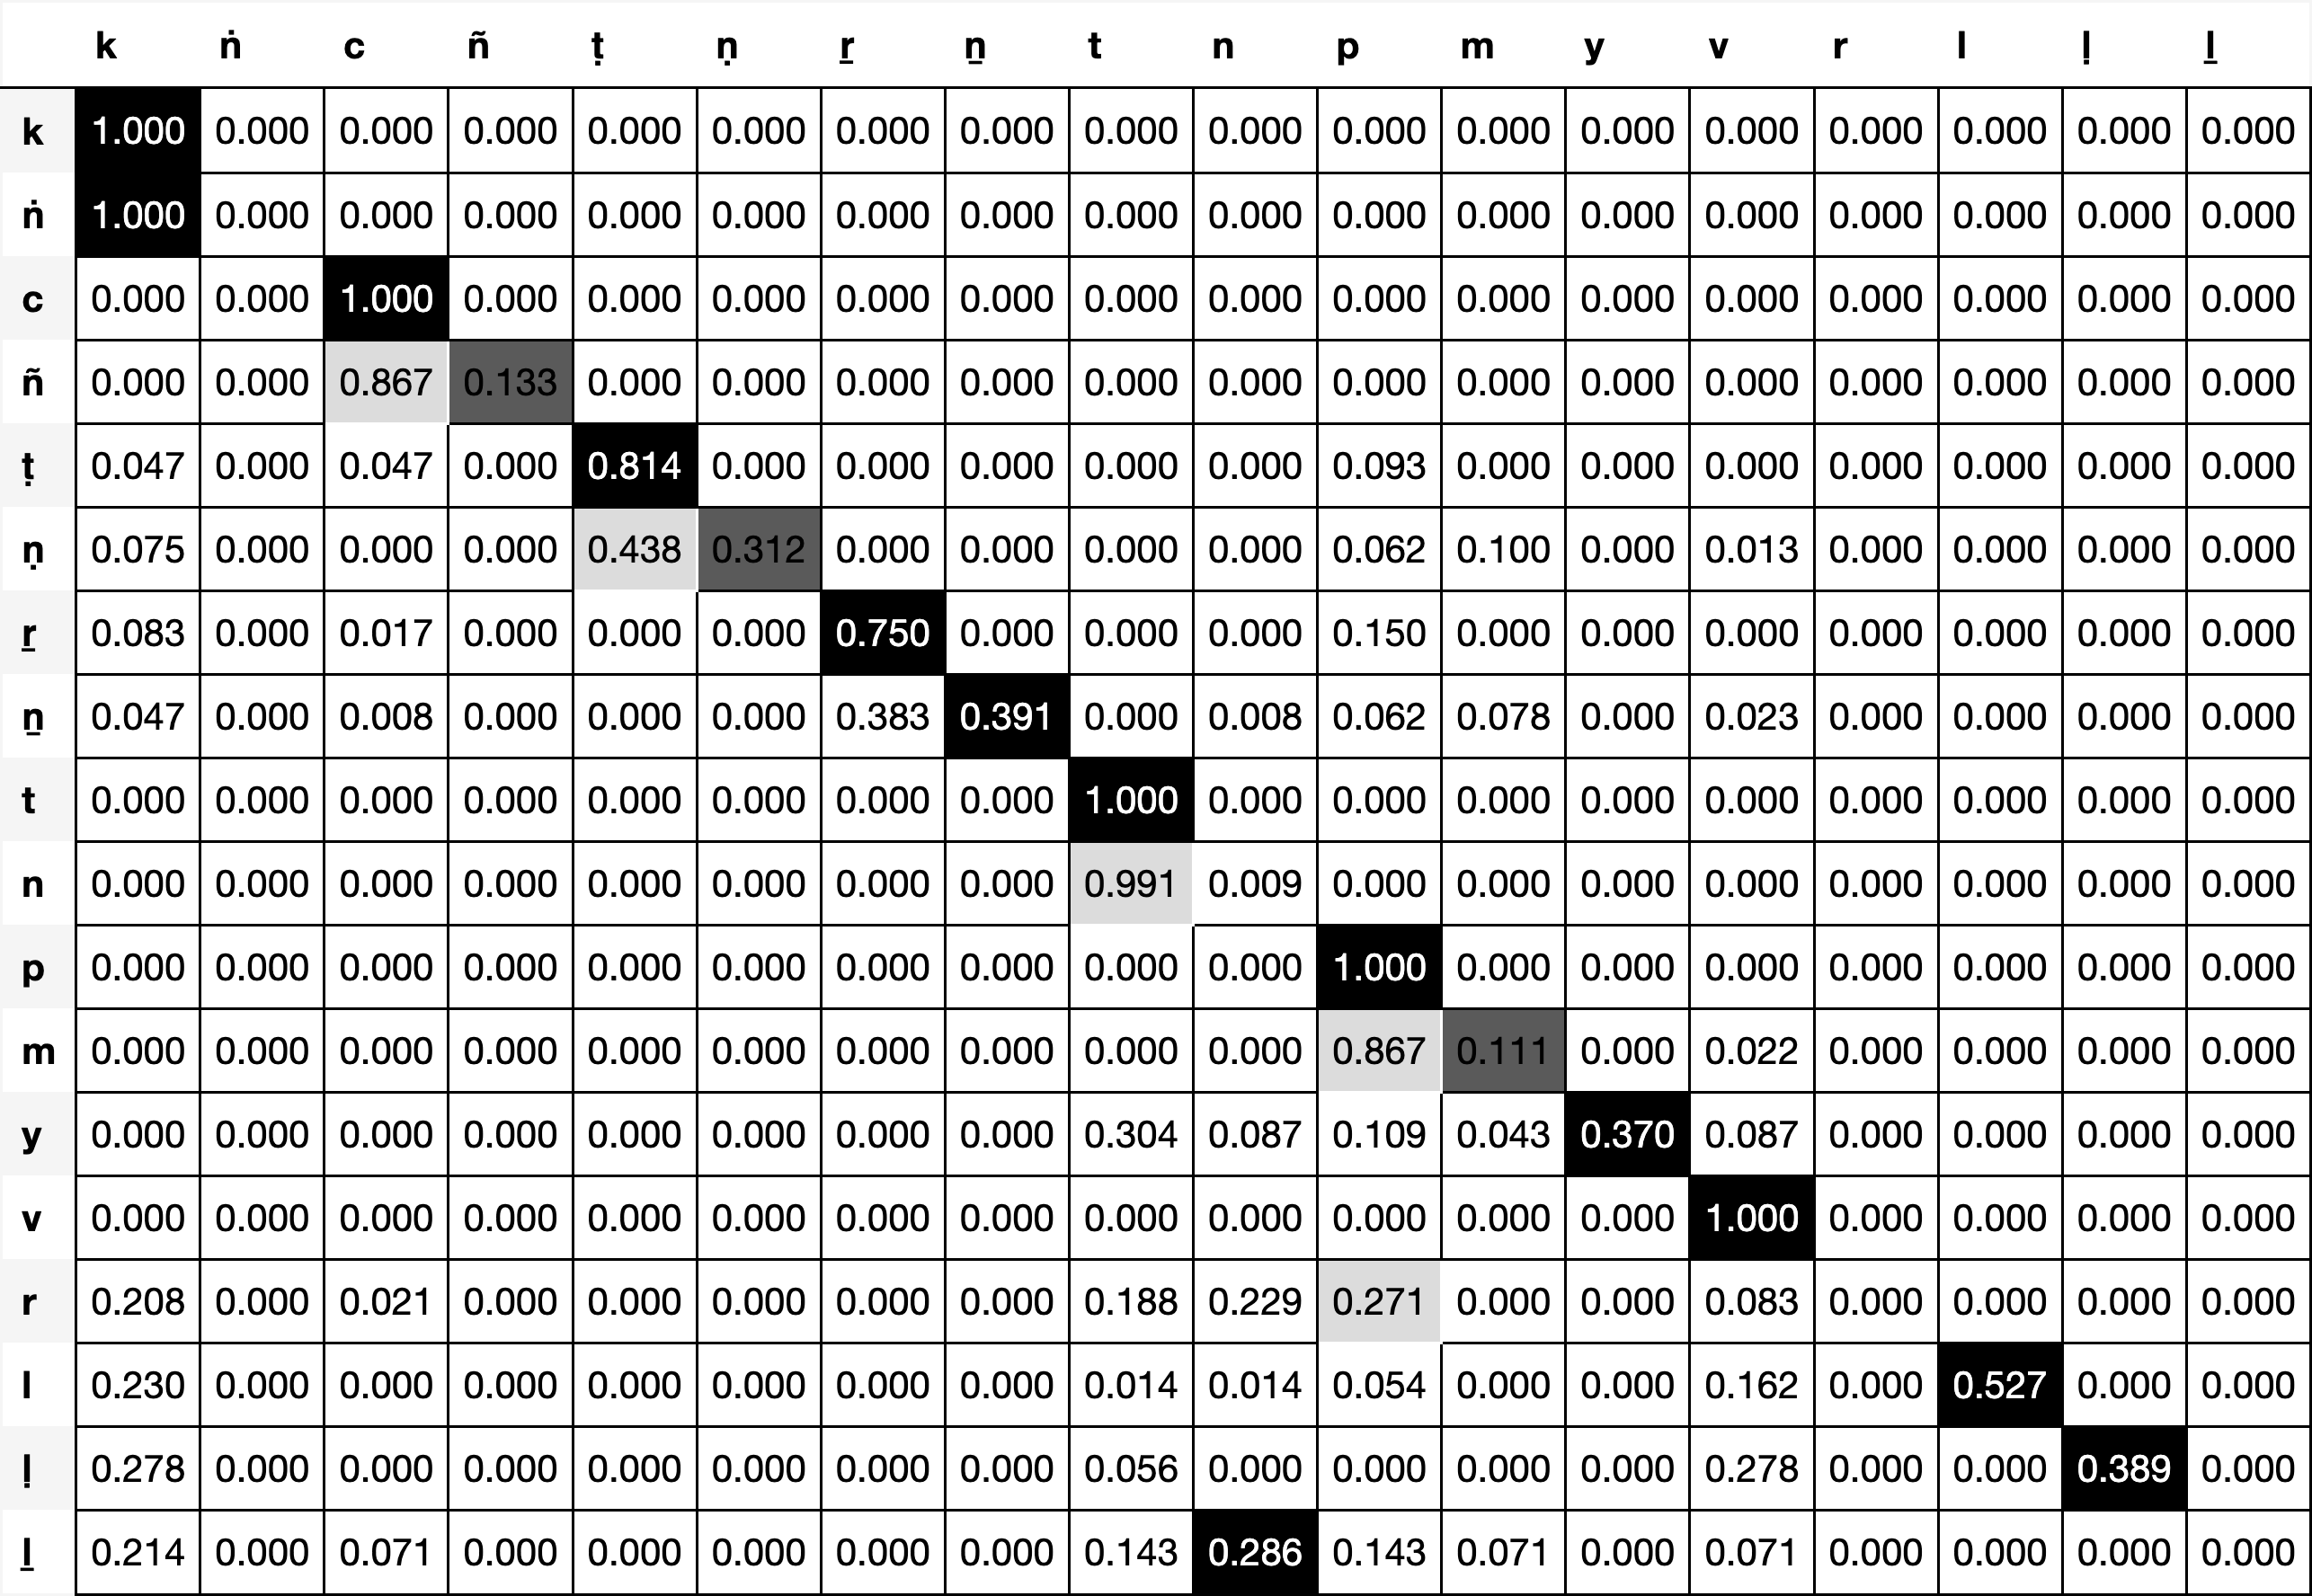 k ṅ c ñ ṭ ṇ ṟ ṉ t n p m y v r l ḷ ḻ
k 1.000 0.000 0.000 0.000 0.000 0.000 0.000 0.000 0.000 0.000 0.000 0.000 0.000 0.000 0.000 0.000 0.000 0.000
ṅ 1.000 0.000 0.000 0.000 0.000 0.000 0.000 0.000 0.000 0.000 0.000 0.000 0.000 0.000 0.000 0.000 0.000 0.000
c 0.000 0.000 1.000 0.000 0.000 0.000 0.000 0.000 0.000 0.000 0.000 0.000 0.000 0.000 0.000 0.000 0.000 0.000
ñ 0.000 0.000 0.867 0.133 0.000 0.000 0.000 0.000 0.000 0.000 0.000 0.000 0.000 0.000 0.000 0.000 0.000 0.000
ṭ 0.047 0.000 0.047 0.000 0.814 0.000 0.000 0.000 0.000 0.000 0.093 0.000 0.000 0.000 0.000 0.000 0.000 0.000
ṇ 0.075 0.000 0.000 0.000 0.438 0.312 0.000 0.000 0.000 0.000 0.062 0.100 0.000 0.013 0.000 0.000 0.000 0.000
ṟ 0.083 0.000 0.017 0.000 0.000 0.000 0.750 0.000 0.000 0.000 0.150 0.000 0.000 0.000 0.000 0.000 0.000 0.000
ṉ 0.047 0.000 0.008 0.000 0.000 0.000 0.383 0.391 0.000 0.008 0.062 0.078 0.000 0.023 0.000 0.000 0.000 0.000
t 0.000 0.000 0.000 0.000 0.000 0.000 0.000 0.000 1.000 0.000 0.000 0.000 0.000 0.000 0.000 0.000 0.000 0.000
n 0.000 0.000 0.000 0.000 0.000 0.000 0.000 0.000 0.991 0.009 0.000 0.000 0.000 0.000 0.000 0.000 0.000 0.000
p 0.000 0.000 0.000 0.000 0.000 0.000 0.000 0.000 0.000 0.000 1.000 0.000 0.000 0.000 0.000 0.000 0.000 0.000
m 0.000 0.000 0.000 0.000 0.000 0.000 0.000 0.000 0.000 0.000 0.867 0.111 0.000 0.022 0.000 0.000 0.000 0.000
y 0.000 0.000 0.000 0.000 0.000 0.000 0.000 0.000 0.304 0.087 0.109 0.043 0.370 0.087 0.000 0.000 0.000 0.000
v 0.000 0.000 0.000 0.000 0.000 0.000 0.000 0.000 0.000 0.000 0.000 0.000 0.000 1.000 0.000 0.000 0.000 0.000
r 0.208 0.000 0.021 0.000 0.000 0.000 0.000 0.000 0.188 0.229 0.271 0.000 0.000 0.083 0.000 0.000 0.000 0.000
l 0.230 0.000 0.000 0.000 0.000 0.000 0.000 0.000 0.014 0.014 0.054 0.000 0.000 0.162 0.000 0.527 0.000 0.000
ḷ 0.278 0.000 0.000 0.000 0.000 0.000 0.000 0.000 0.056 0.000 0.000 0.000 0.000 0.278 0.000 0.000 0.389 0.000
ḻ 0.214 0.000 0.071 0.000 0.000 0.000 0.000 0.000 0.143 0.286 0.143 0.071 0.000 0.071 0.000 0.000 0.000 0.000